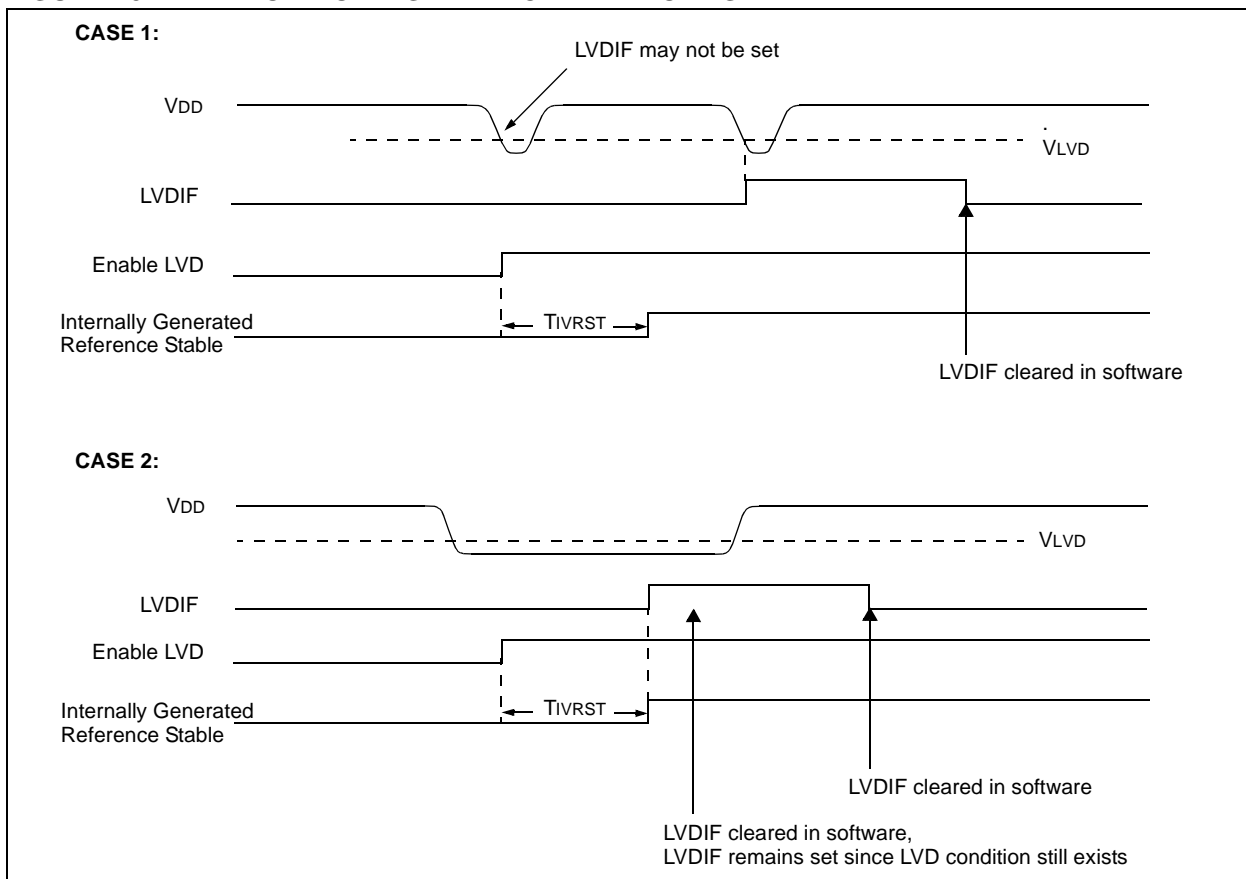 CASE 1:
LVDIF may not be set
VDD
.
VLVD
LVDIF
Enable LVD
TIVRST
Internally Generated
Reference Stable
LVDIF cleared in software
CASE 2:
VDD
VLVD
LVDIF
Enable LVD
TIVRST
Internally Generated
Reference Stable
LVDIF cleared in software
LVDIF cleared in software,
LVDIF remains set since LVD condition still exists